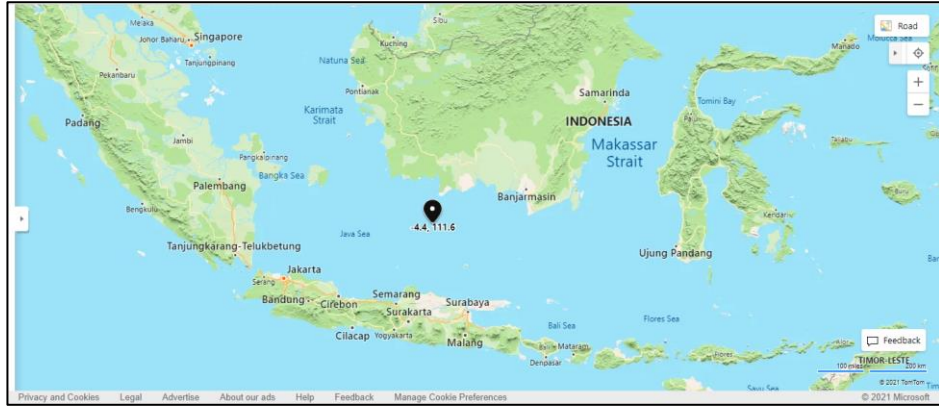 Melaka
Sibu
Johor Baharu
Singapore
Kuching
Road
Molucca Sea
Manado
Natuna Sea
Tanjungpinang
Pekanbaru
Pontianak
Samarinda
Tomini Bay
Karimata
Strait
INDONESIA
Padang
Makassar
Strait
Jambi
Pangkalpinang
Bangka Sea
Palembang
Banjarmasin
Bengkulu
-4.4, 111.6
Kendari
Java Sea
Tanjungkarang-Telukbetung
Ujung Pandang
Jakarta
Serang
Bandung
Cirebon
Semarang
Surabaya
Surakarta
Flores Sea
Bali Sea
Cilacap
Yogyakarta
Malang
Mataram
Denpasar
Flores
Feedback
TIMOR-LESTE
100 miles
200 km
© 2021 TomTom
Privacy and Cookies Legal Advertise About our ads Help Feedback Manage Cookie Preferences © 2021 Microsoft